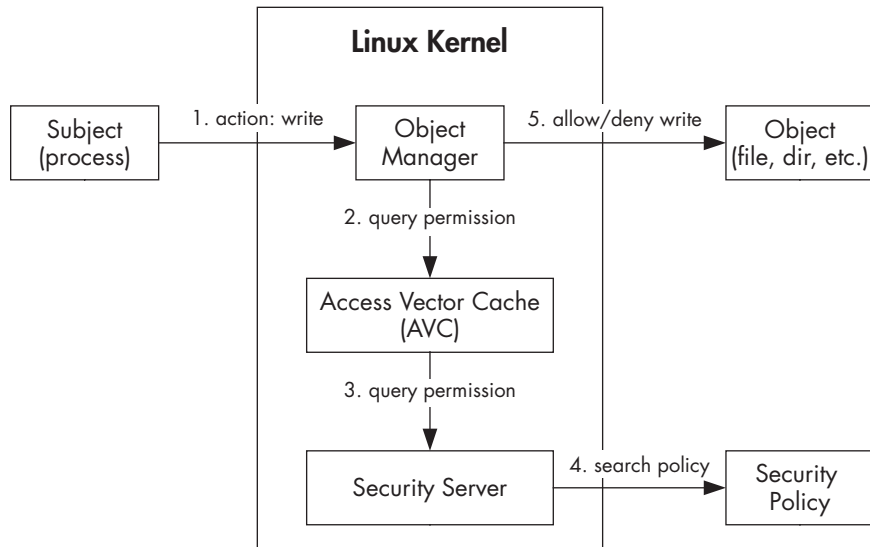 Linux Kernel
Subject
(process)
1. action: write
Object
Manager
5. allow/deny write
Object
(file, dir, etc.)
2. query permission
Access Vector Cache
(AVC)
3. query permission
Security Server
4. search policy
Security
Policy